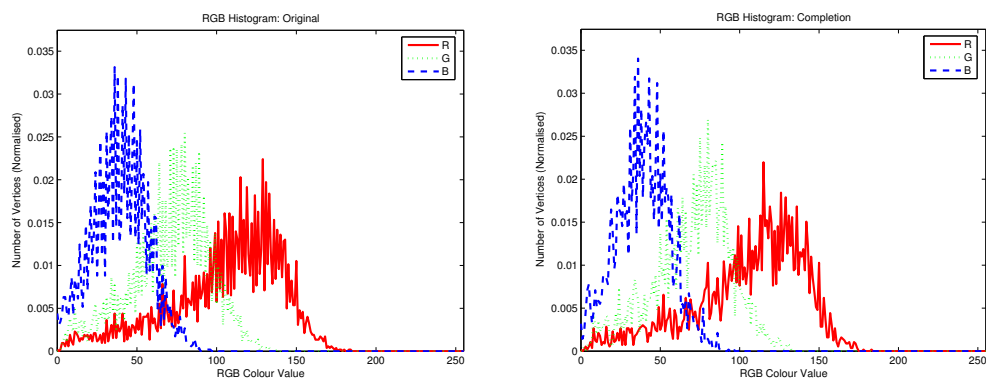 RGB Histogram: Original
Number of Vertices (Normalised)
0.035
0.03
0.025
0.02
0.015
0.01
0.005
0
0 50 100 150 200 250
RGB Colour Value
R
G
B
RGB Histogram: Completion
Number of Vertices (Normalised)
0.035
0.03
0.025
0.02
0.015
0.01
0.005
0
0 50 100 150 200 250
RGB Colour Value
R
G
B